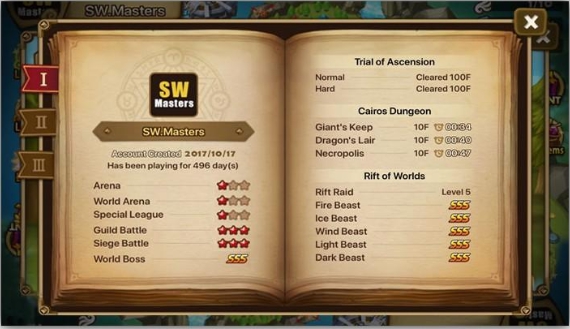 SW.Masters
I
II
III
SW
Masters
SW.Masters
Account Created 2017/10/17
Has been playing for 496 day(s)
Arena
World Arena
Special League
Guild Battle
Siege Battle
World Boss SSS
Trial of Ascension
Normal Cleared 100F
Hard Cleared 100F
Cairos Dungeon
Giant's Keep 10F 00:34
Dragon's Lair 10F 00:40
Necropolis 10F 00:47
Rift of Worlds
Rift Raid Level 5
Fire Beast SSS
Ice Beast SSS
Wind Beast SSS
Light Beast SSS
Dark Beast SSS